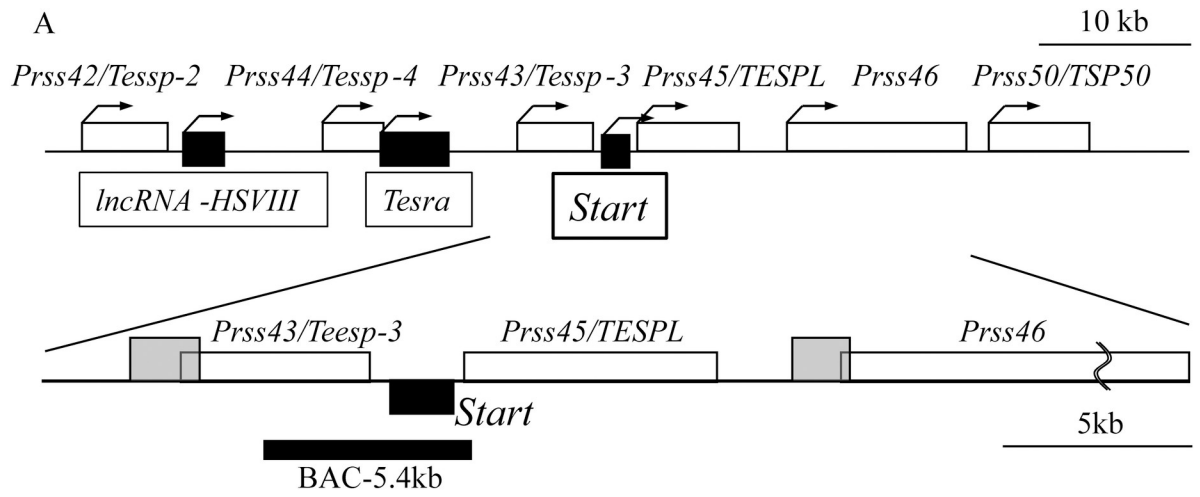 A
10 kb
Prss42/Tessp-2 Prss44/Tessp-4 Prss43/Tessp-3 Prss45/TESPL Prss46 Prss50/TSP50
lncRNA -HSVIII Tesra Start
Prss43/Teesp-3 Prss45/TESPL Prss46
Start
5kb
BAC-5.4kb